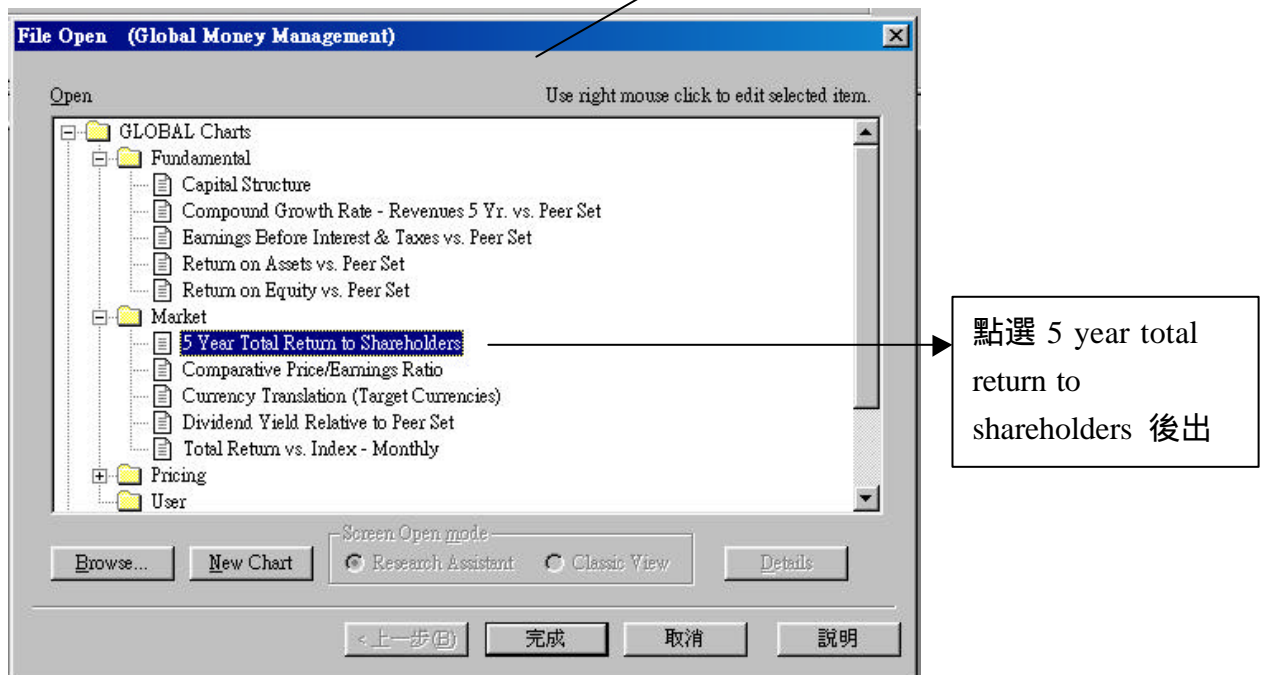 File Open (Global Money Management)
Open
Use right mouse click to edit selected item.
GLOBAL Charts
Fundamental
Capital Structure
Compound Growth Rate - Revenues 5 Yr. vs. Peer Set
Earnings Before Interest & Taxes vs. Peer Set
Return on Assets vs. Peer Set
Return on Equity vs. Peer Set
Market
5 Year Total Return to Shareholders
Comparative Price/Earnings Ratio
Currency Translation (Target Currencies)
Dividend Yield Relative to Peer Set
Total Return vs. Index - Monthly
Pricing
User
點選 5 year total
return to
shareholders 後出
Screen Open mode
Browse...
New Chart
Research Assistant
Classic View
Details
<上一步(B)
完成
取消
說明